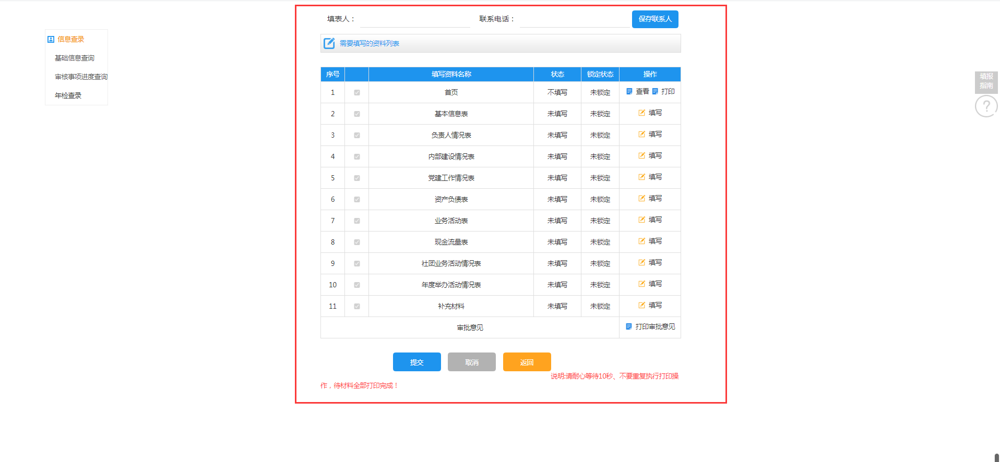 填表人： 联系电话： 保存联系人
信息查录
基础信息查询
审核事项进度查询
年检查录
需要填写的资料列表
序号 填写资料名称 状态 锁定状态 操作
1 首页 不填写 未锁定 查看 打印
2 基本信息表 未填写 未锁定 填写
3 负责人情况表 未填写 未锁定 填写
4 内部建设情况表 未填写 未锁定 填写
5 党建工作情况表 未填写 未锁定 填写
6 资产负债表 未填写 未锁定 填写
7 业务活动表 未填写 未锁定 填写
8 现金流量表 未填写 未锁定 填写
9 社团业务活动情况表 未填写 未锁定 填写
10 年度举办活动情况表 未填写 未锁定 填写
11 补充材料 未填写 未锁定 填写
审批意见 打印审批意见
提交 取消 返回
说明:请耐心等待10秒、不要重复执行打印操
作，待材料全部打印完成！
填报
指南
?